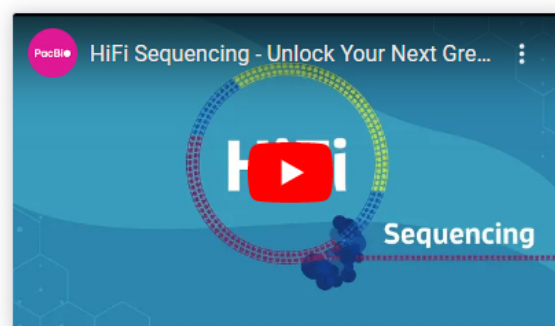 PacBio
HiFi Sequencing - Unlock Your Next Gre...
HiFi
Sequencing